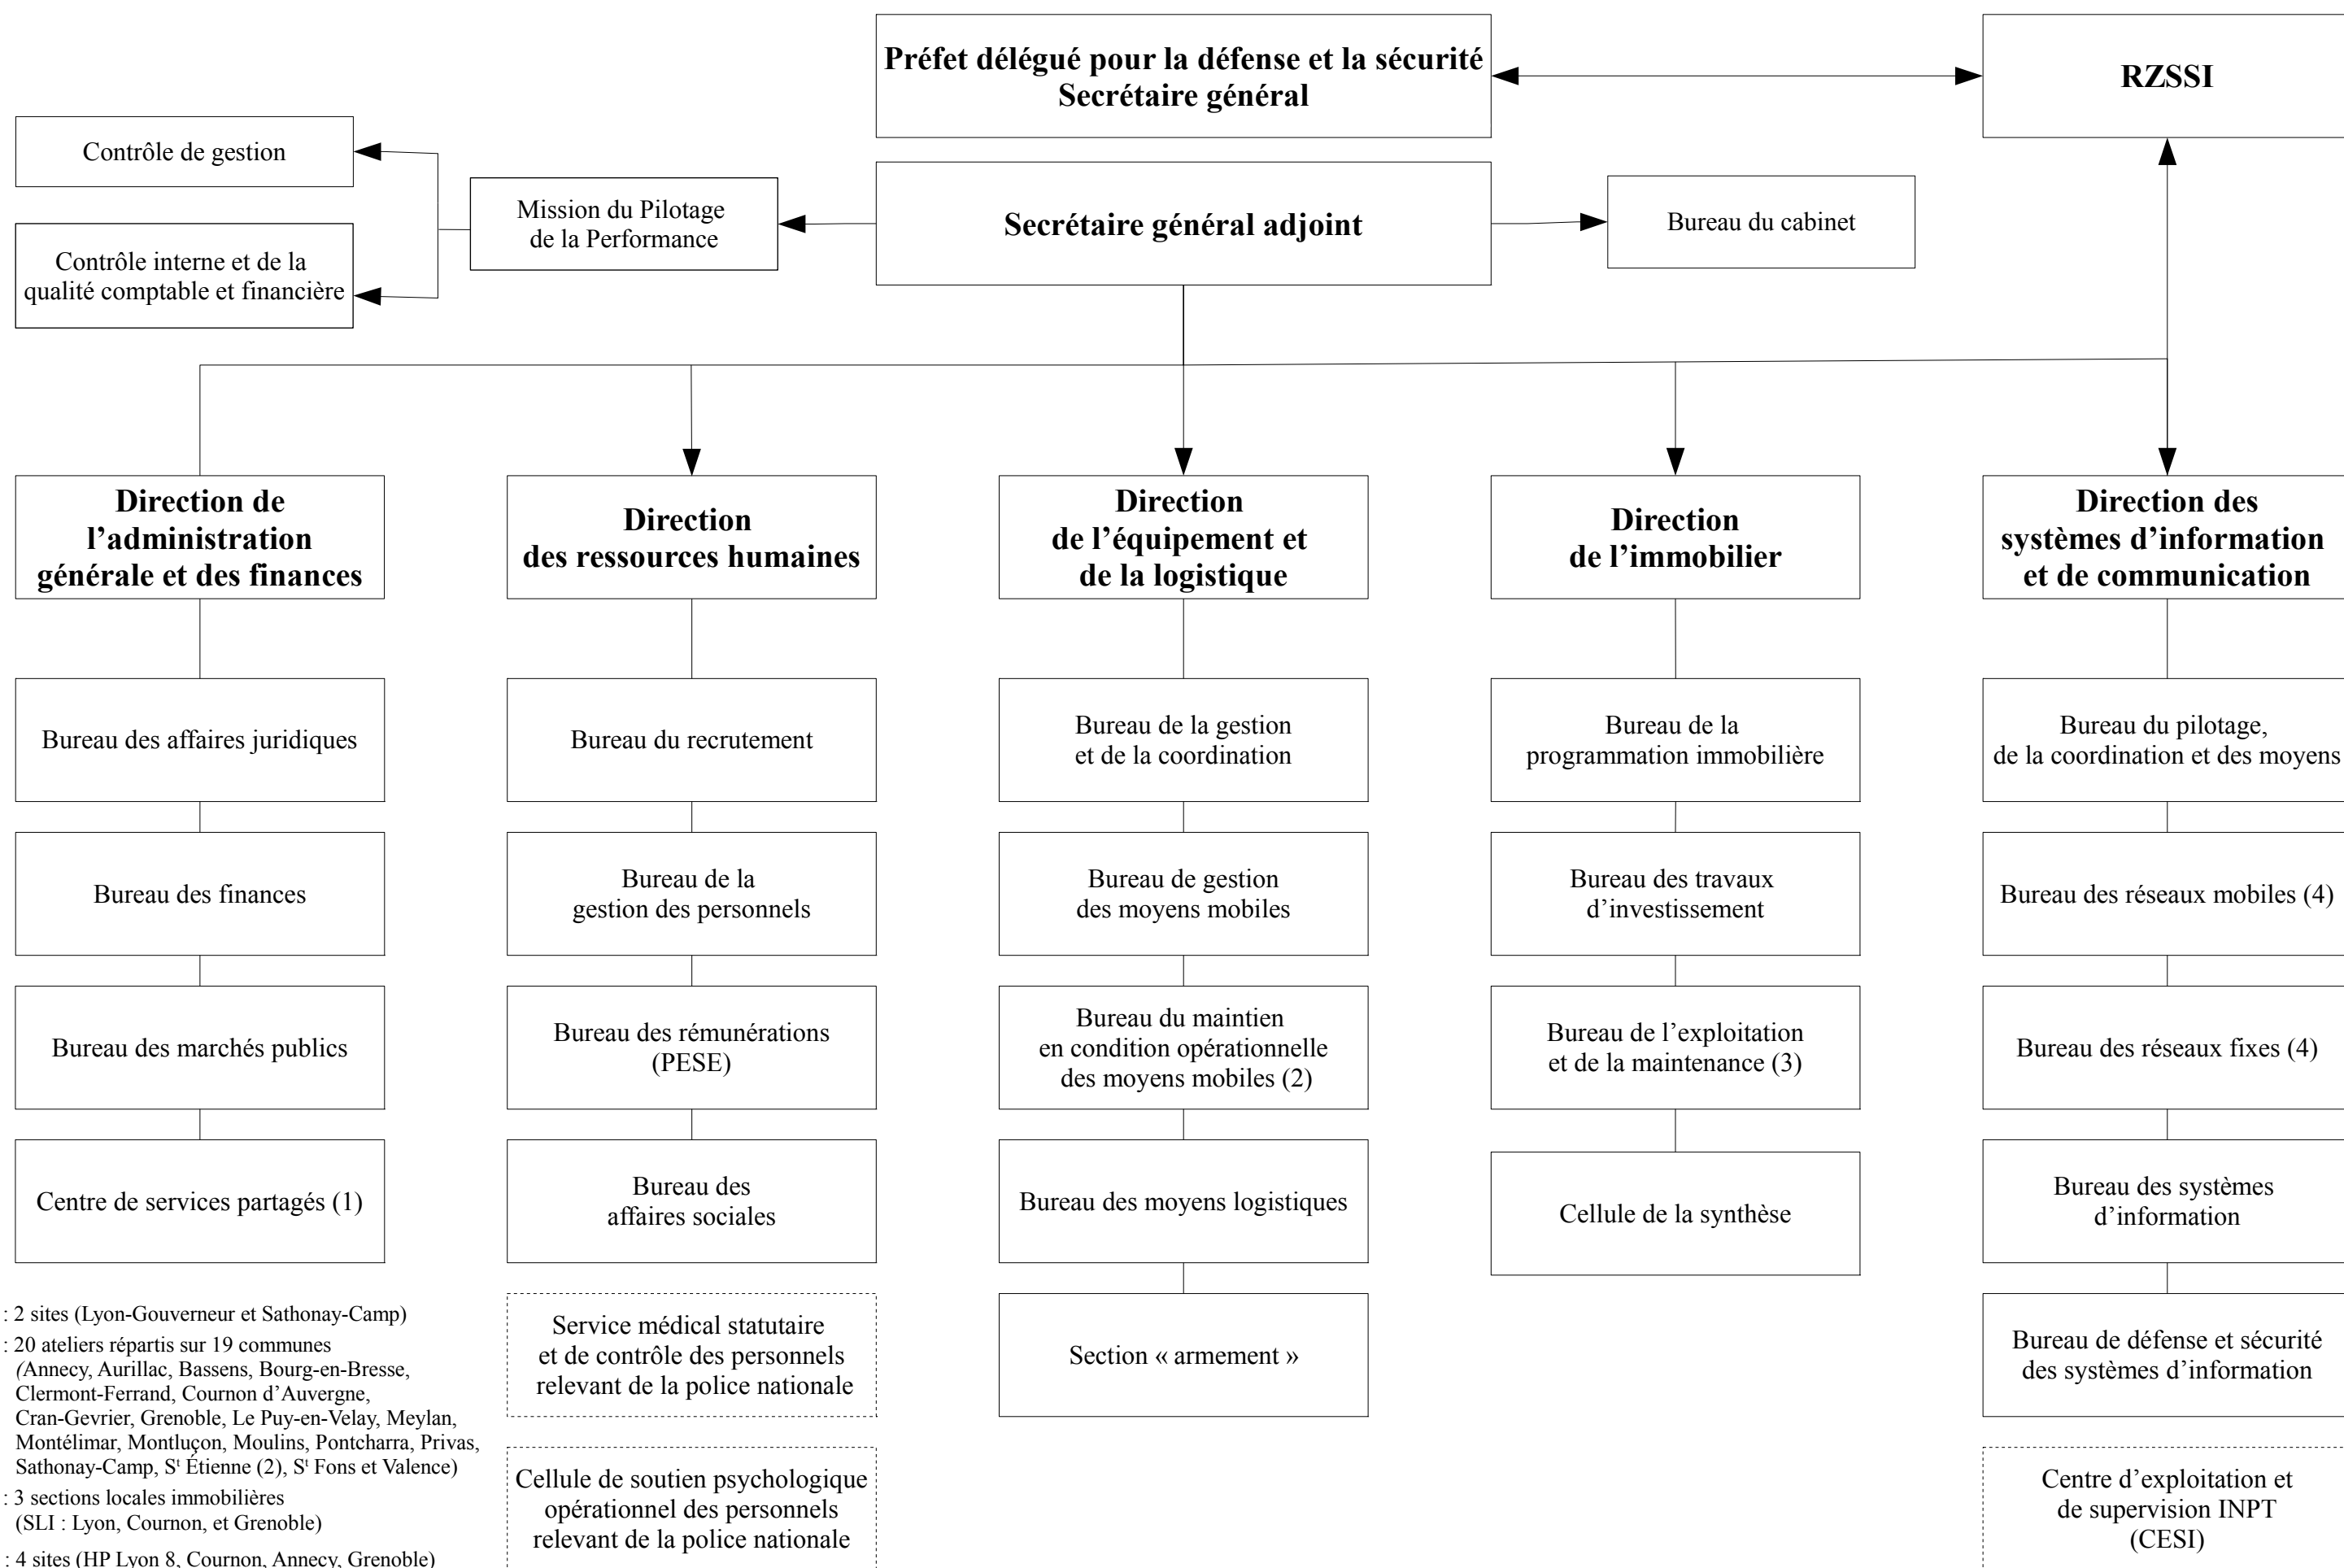 Préfet délégué pour la défense et la sécurité
Secrétaire général
RZSSI
Contrôle de gestion
Mission du Pilotage
de la Performance
Secrétaire général adjoint
Bureau du cabinet
Contrôle interne et de la
qualité comptable et financière
Direction de
l’administration
générale et des finances
Direction
des ressources humaines
Direction
de l’équipement et
de la logistique
Direction
de l’immobilier
Direction des
systèmes d’information
et de communication
Bureau des affaires juridiques
Bureau du recrutement
Bureau de la gestion
et de la coordination
Bureau de la
programmation immobilière
Bureau du pilotage,
de la coordination et des moyens
Bureau des finances
Bureau de la
gestion des personnels
Bureau de gestion
des moyens mobiles
Bureau des travaux
d’investissement
Bureau des réseaux mobiles (4)
Bureau des marchés publics
Bureau des rémunérations
(PESE)
Bureau du maintien
en condition opérationnelle
des moyens mobiles (2)
Bureau de l’exploitation
et de la maintenance (3)
Bureau des réseaux fixes (4)
Centre de services partagés (1)
Bureau des
affaires sociales
Bureau des moyens logistiques
Cellule de la synthèse
Bureau des systèmes
d’information
: 2 sites (Lyon-Gouverneur et Sathonay-Camp)
: 20 ateliers répartis sur 19 communes
(Annecy, Aurillac, Bassens, Bourg-en-Bresse,
Clermont-Ferrand, Cournon d’Auvergne,
Cran-Gevrier, Grenoble, Le Puy-en-Velay, Meylan,
Montélimar, Montluçon, Moulins, Pontcharra, Privas,
Sathonay-Camp, Sᵗ Étienne (2), Sᵗ Fons et Valence)
: 3 sections locales immobilières
(SLI : Lyon, Cournon, et Grenoble)
: 4 sites (HP Lyon 8, Cournon, Annecy, Grenoble)
Service médical statutaire
et de contrôle des personnels
relevant de la police nationale
Section « armement »
Bureau de défense et sécurité
des systèmes d’information
Cellule de soutien psychologique
opérationnel des personnels
relevant de la police nationale
Centre d’exploitation et
de supervision INPT
(CESI)